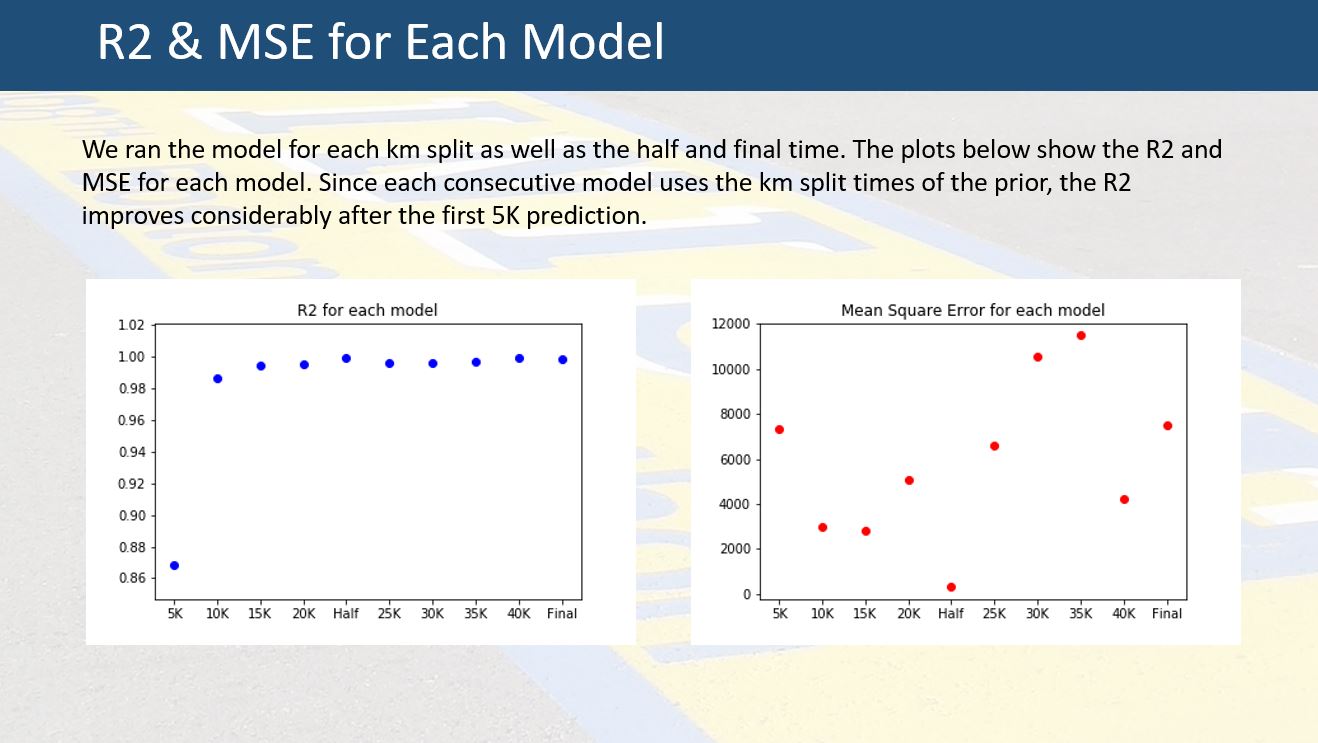 R2 & MSE for Each Model
We ran the model for each km split as well as the half and final time. The plots below show the R2 and
MSE for each model. Since each consecutive model uses the km split times of the prior, the R2
improves considerably after the first 5K prediction.
R2 for each model
1.02
1.00
0.98
0.96
0.94
0.92
0.90
0.88
0.86
5K 10K 15K 20K Half 25K 30K 35K 40K Final
Mean Square Error for each model
12000
10000
8000
6000
4000
2000
0
5K 10K 15K 20K Half 25K 30K 35K 40K Final